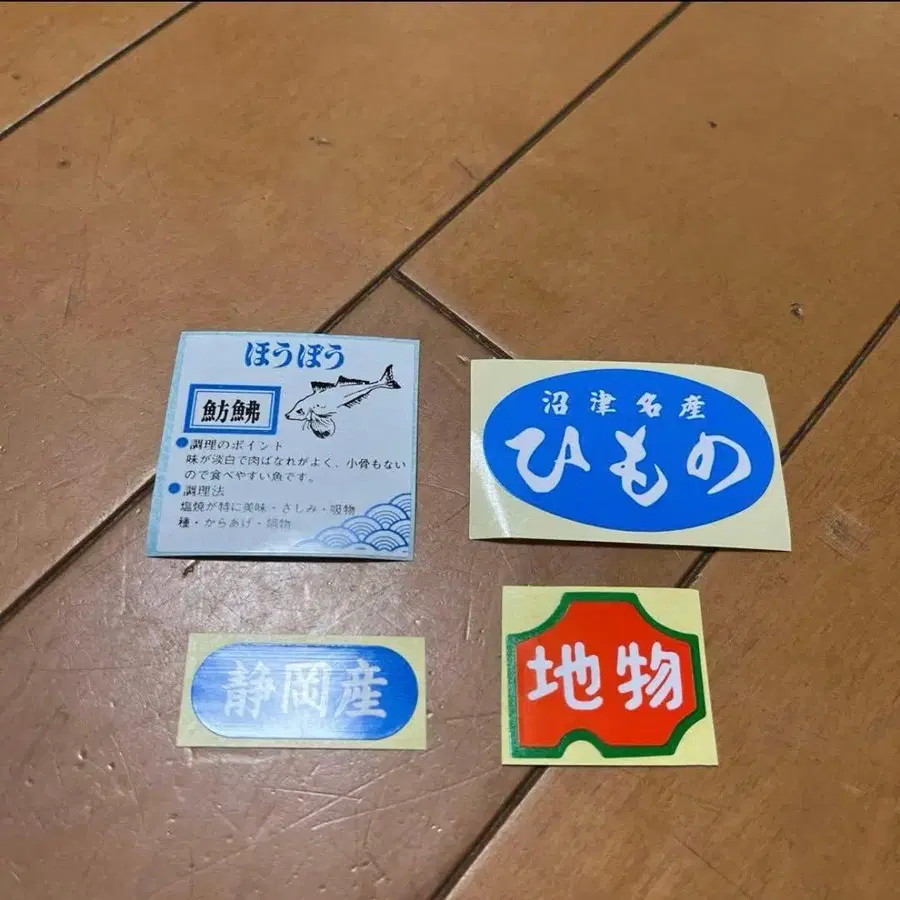 ほうぼう
魴鮄
●調理のポイント
味が淡白で肉ばなれがよく、小骨もない
ので食べやすい魚です。
●調理法
塩焼が特に美味・さしみ・吸物
種・からあげ・鍋物
沼津名産
ひもの
静岡産
地物